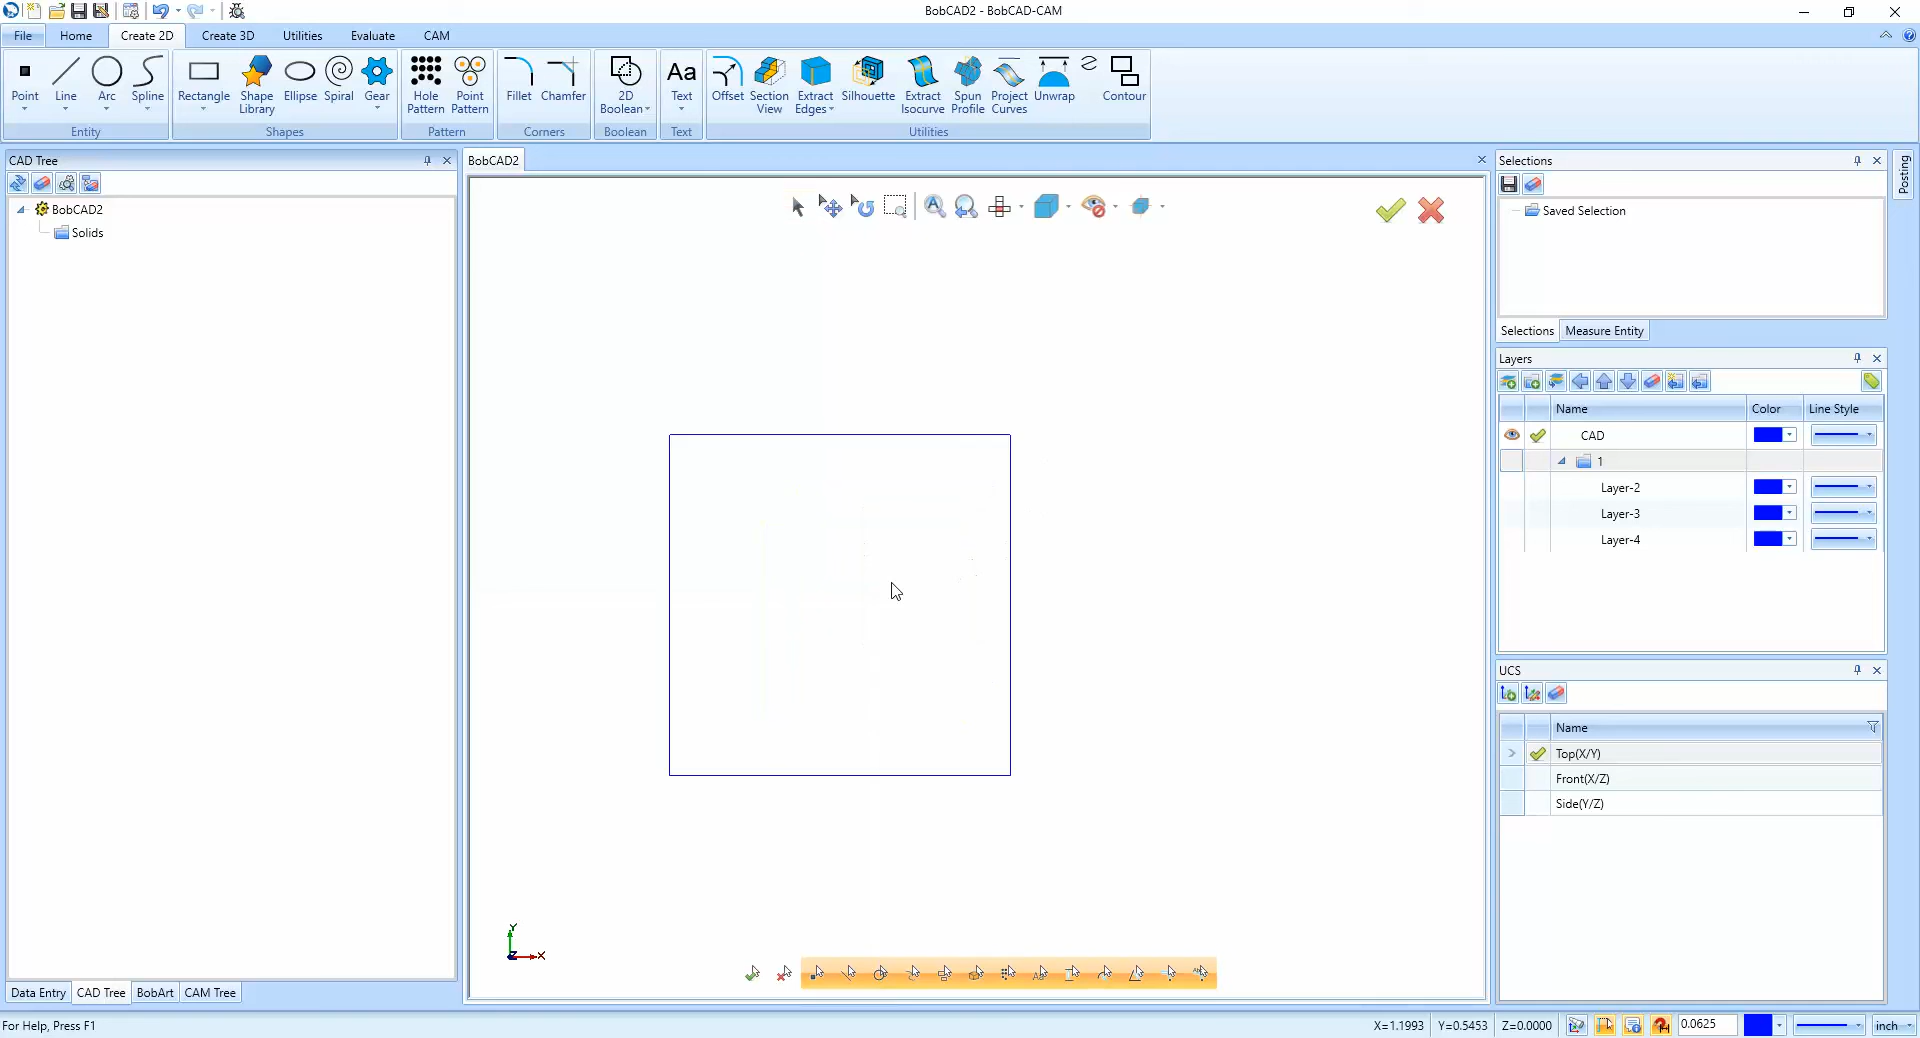 BobCAD2 - BobCAD-CAM
File Home Create 2D Create 3D Utilities Evaluate CAM
Point Line Arc Spline Rectangle Shape Library Ellipse Spiral Gear Hole Pattern Point Pattern Fillet Chamfer 2D Boolean Text Offset Section View Extract Edges Silhouette Extract Isocurve Spun Profile Project Curves Unwrap Contour
Aa
Entity Shapes Pattern Corners Boolean Text Utilities
CAD Tree
BobCAD2
Solids
Data Entry CAD Tree BobArt CAM Tree
BobCAD2
Y
Z X
Selections
Saved Selection
Selections Measure Entity
Posting
Layers
Name Color Line Style
CAD
1
Layer-2
Layer-3
Layer-4
UCS
Name
Top(X/Y)
Front(X/Z)
Side(Y/Z)
For Help, Press F1
X=1.1993 Y=0.5453 Z=0.0000 0.0625 inch